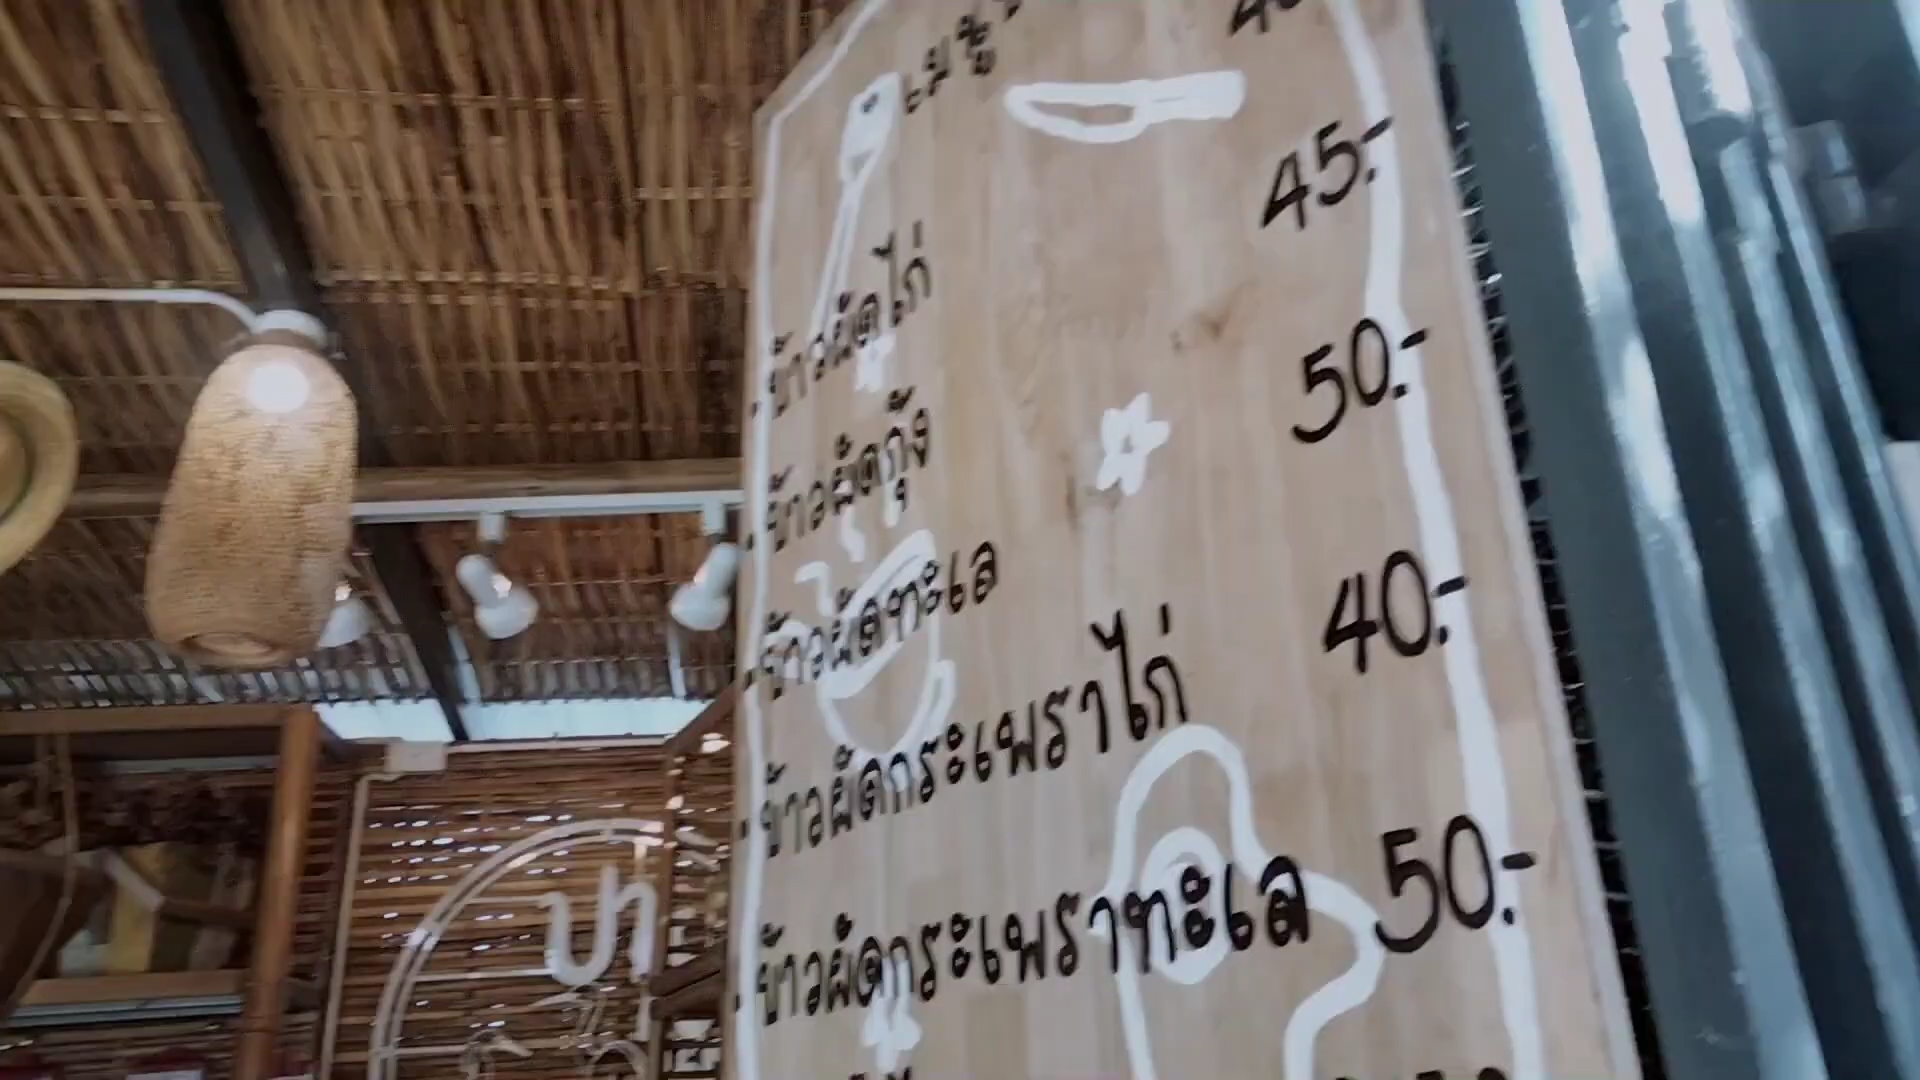 ข้าวผัดไก่ 40
ข้าวผัดกุ้ง 45.-
ข้าวผัดทะเล 50.-
ข้าวผัดกระเพราไก่ 40.-
ข้าวผัดกระเพราทะเล 50.-
ปา